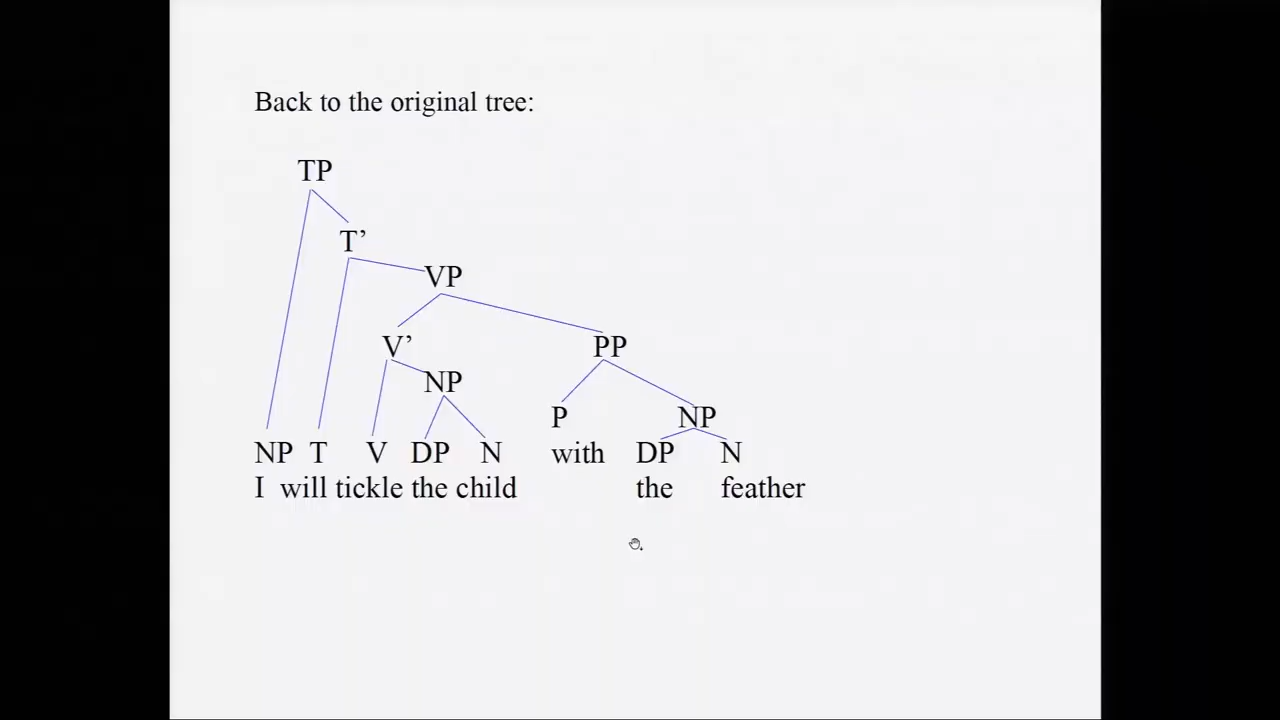 Back to the original tree:
TP
T’
VP
V’ PP
NP
P NP
NP T V DP N with DP N
I will tickle the child the feather